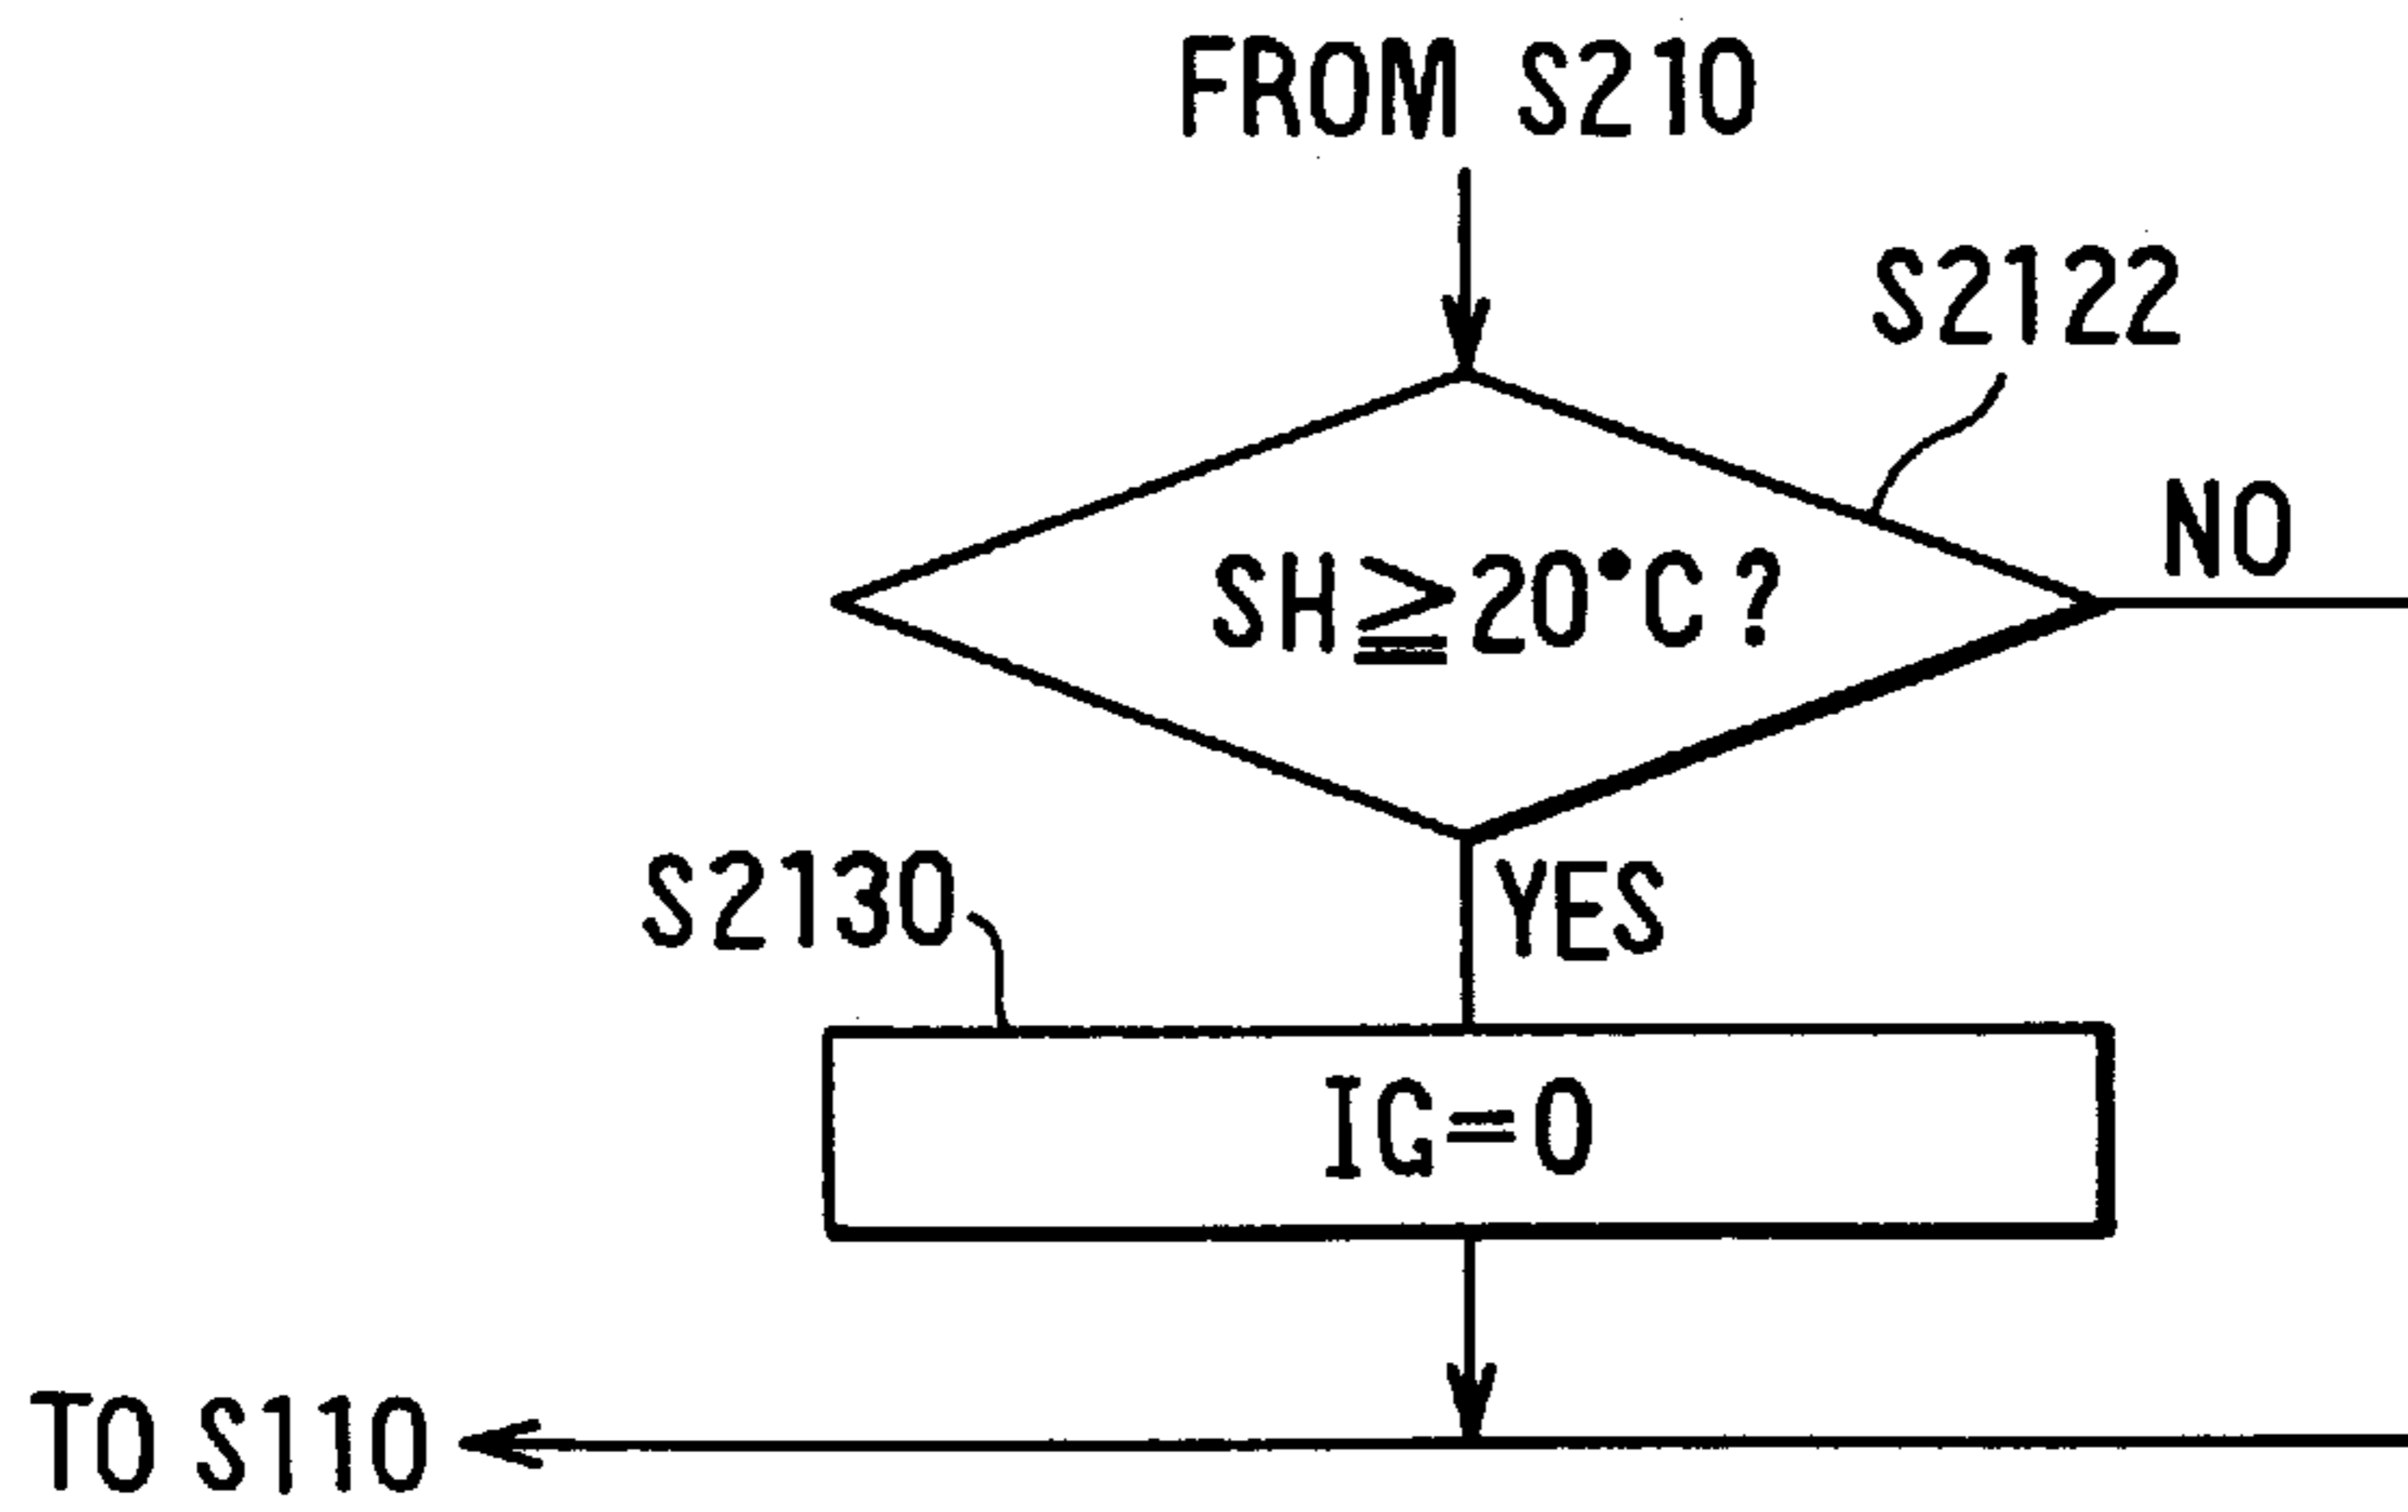 FROM S210
S2122
NO
SH≧20°C?
S2130
YES
IG=0
TO S110